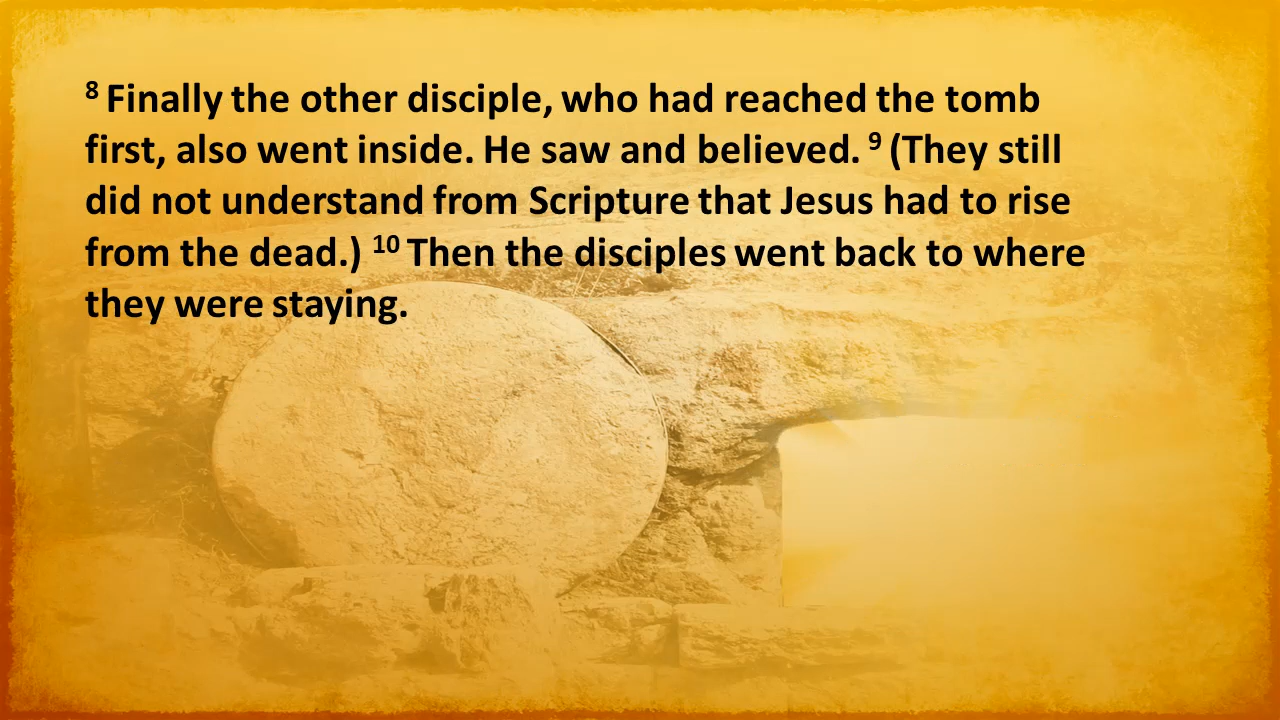 ⁸ Finally the other disciple, who had reached the tomb
first, also went inside. He saw and believed. ⁹ (They still
did not understand from Scripture that Jesus had to rise
from the dead.) ¹⁰ Then the disciples went back to where
they were staying.